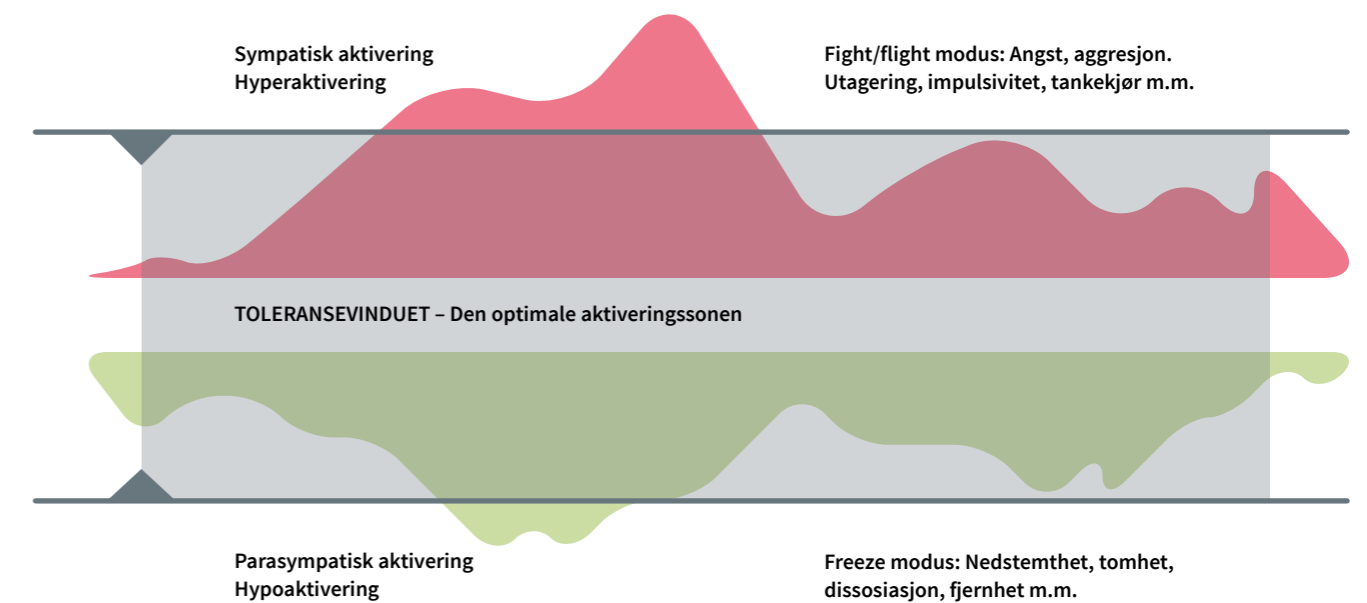 Sympatisk aktivering
Hyperaktivering
Fight/flight modus: Angst, aggresjon.
Utagering, impulsivitet, tankekjør m.m.
TOLERANSEVINDUET – Den optimale aktiveringssonen
Parasympatisk aktivering
Hypoaktivering
Freeze modus: Nedstemthet, tomhet,
dissosiasjon, fjernhet m.m.